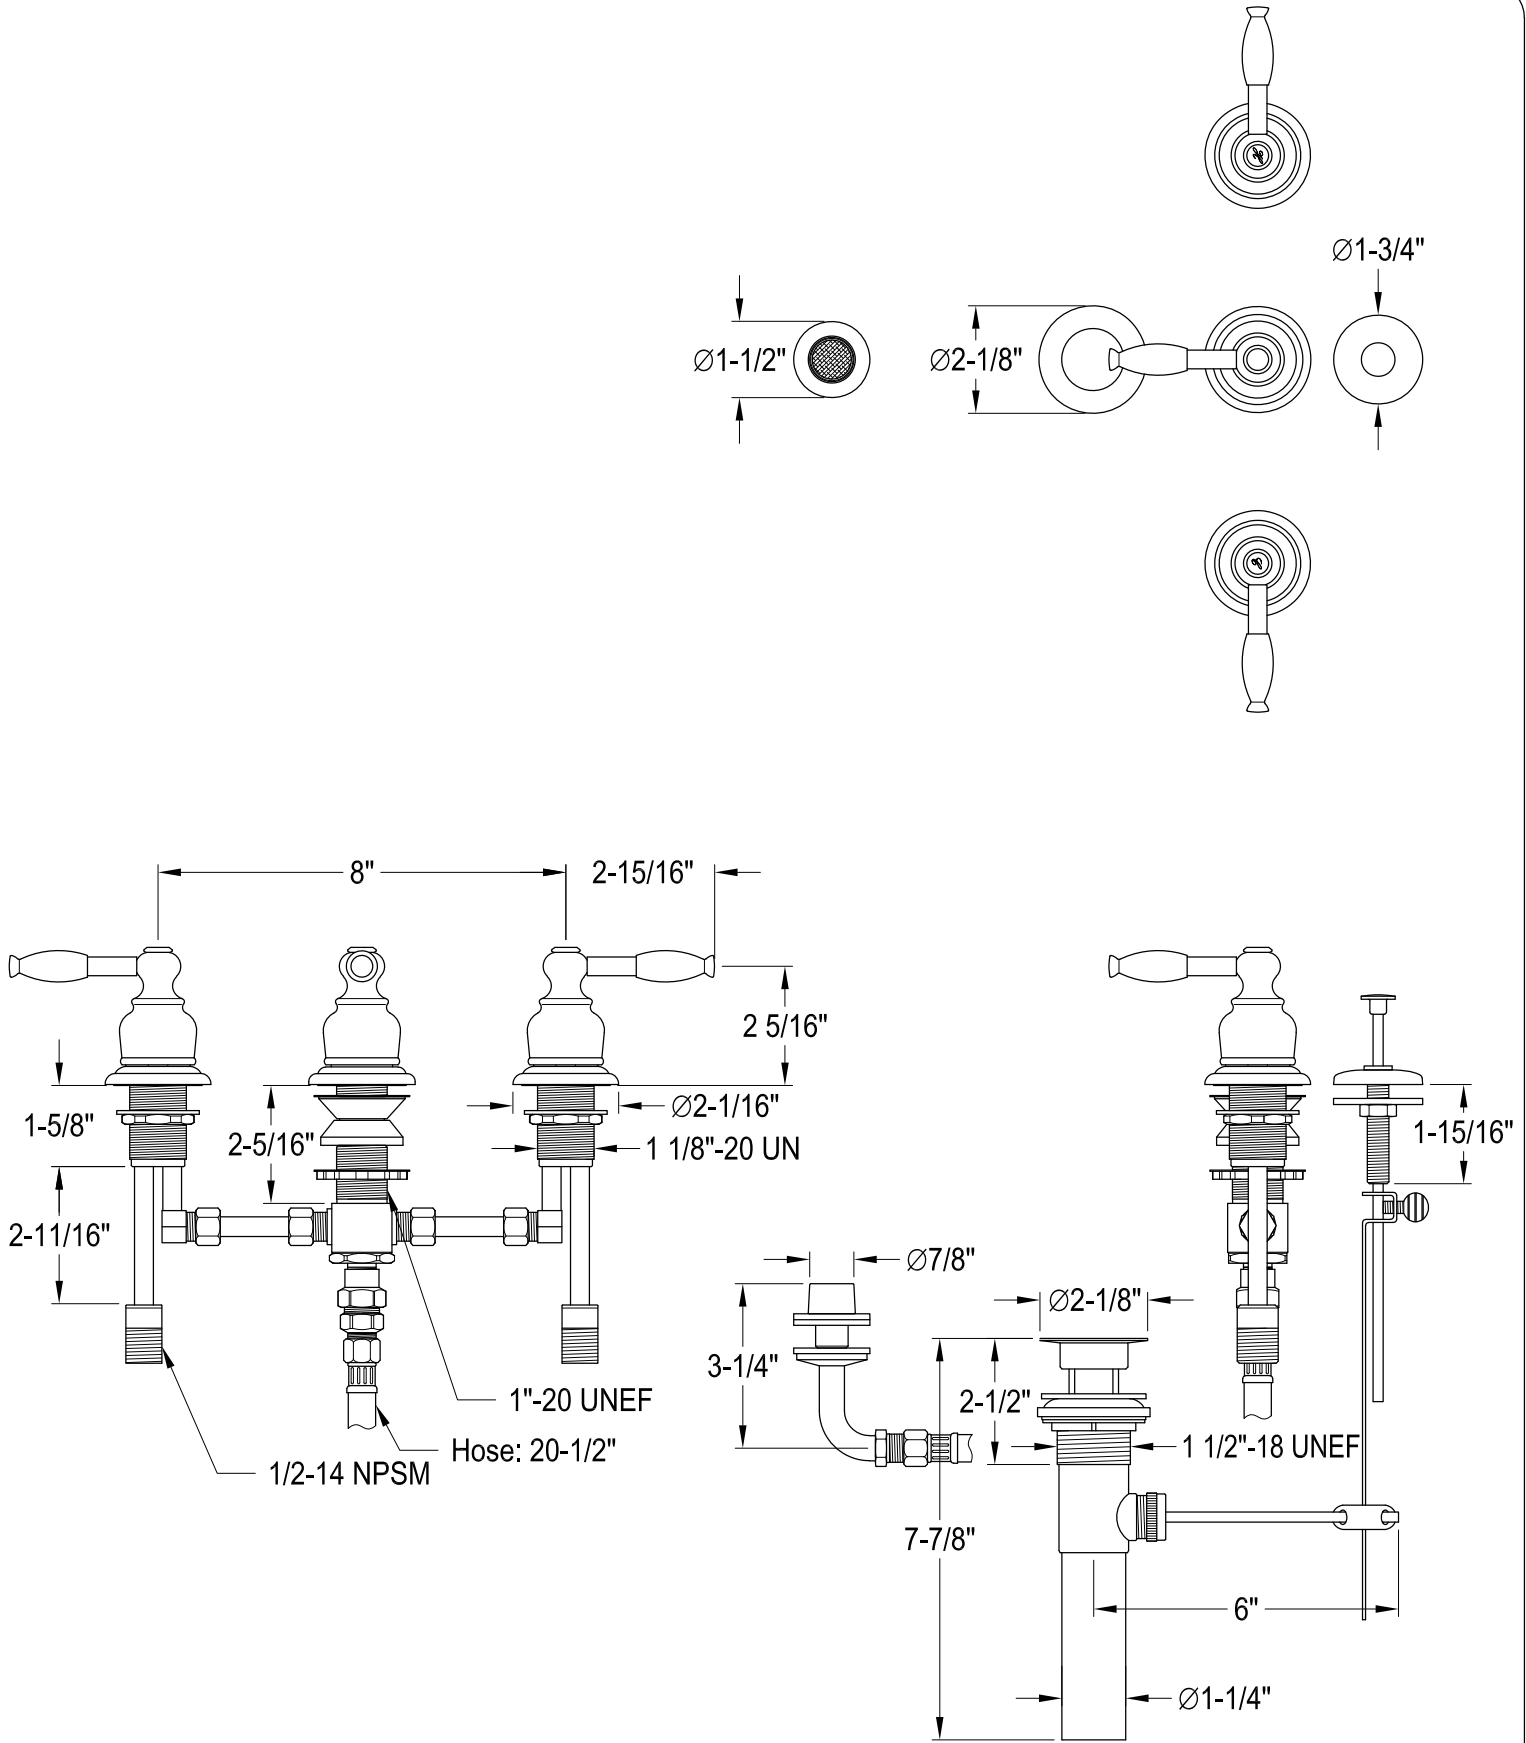 Ø1-3/4"
Ø1-1/2"
Ø2-1/8"
8"
2-15/16"
2 5/16"
1-5/8"
2-5/16"
Ø2-1/16"
1 1/8"-20 UN
1-15/16"
2-11/16"
Ø7/8"
Ø2-1/8"
3-1/4"
2-1/2"
1"-20 UNEF
Hose: 20-1/2"
1/2-14 NPSM
1 1/2"-18 UNEF
7-7/8"
6"
Ø1-1/4"